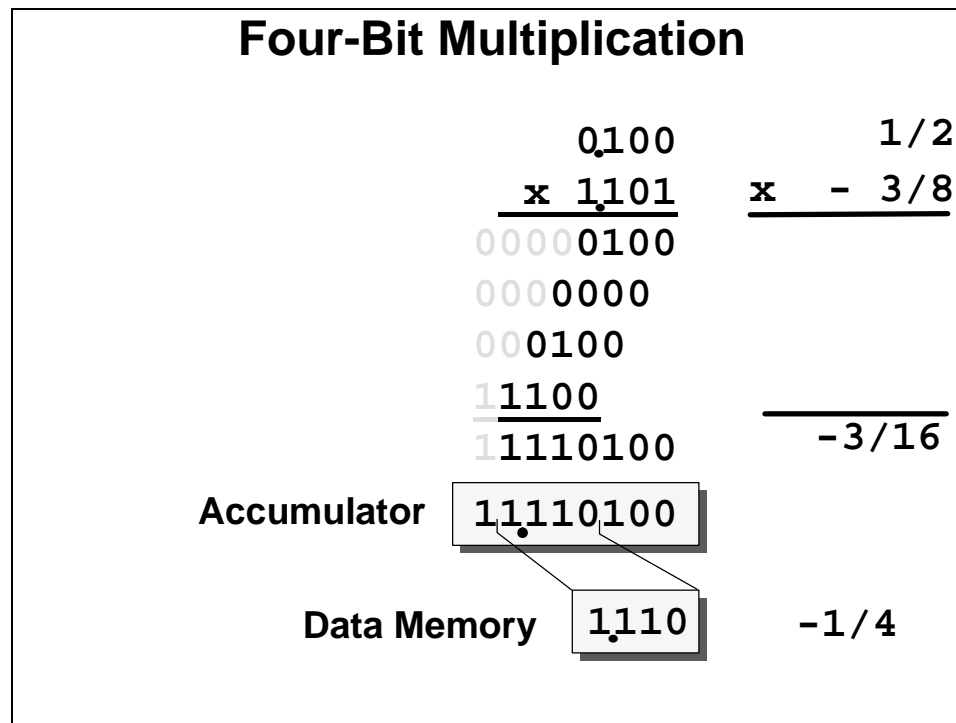 Four-Bit Multiplication
0.100 1/2
x 1.101 x - 3/8
00000100
0000000
000100
11100
11110100 -3/16
Accumulator 11.110100
Data Memory 1.110 -1/4